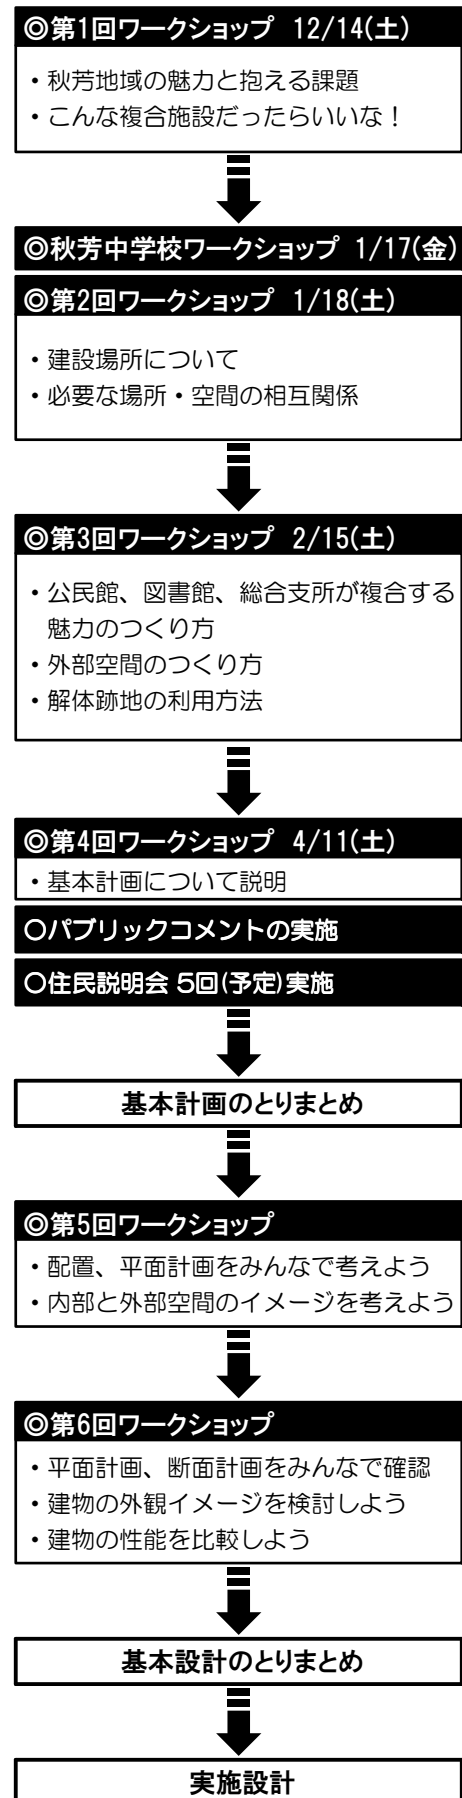 ◎第1回ワークショップ 12/14(土)
・秋芳地域の魅力と抱える課題
・こんな複合施設だったらいいな！
◎秋芳中学校ワークショップ 1/17(金)
◎第2回ワークショップ 1/18(土)
・建設場所について
・必要な場所・空間の相互関係
◎第3回ワークショップ 2/15(土)
・公民館、図書館、総合支所が複合する
魅力のつくり方
・外部空間のつくり方
・解体跡地の利用方法
◎第4回ワークショップ 4/11(土)
・基本計画について説明
○パブリックコメントの実施
○住民説明会 5回(予定)実施
基本計画のとりまとめ
◎第5回ワークショップ
・配置、平面計画をみんなで考えよう
・内部と外部空間のイメージを考えよう
◎第6回ワークショップ
・平面計画、断面計画をみんなで確認
・建物の外観イメージを検討しよう
・建物の性能を比較しよう
基本設計のとりまとめ
実施設計